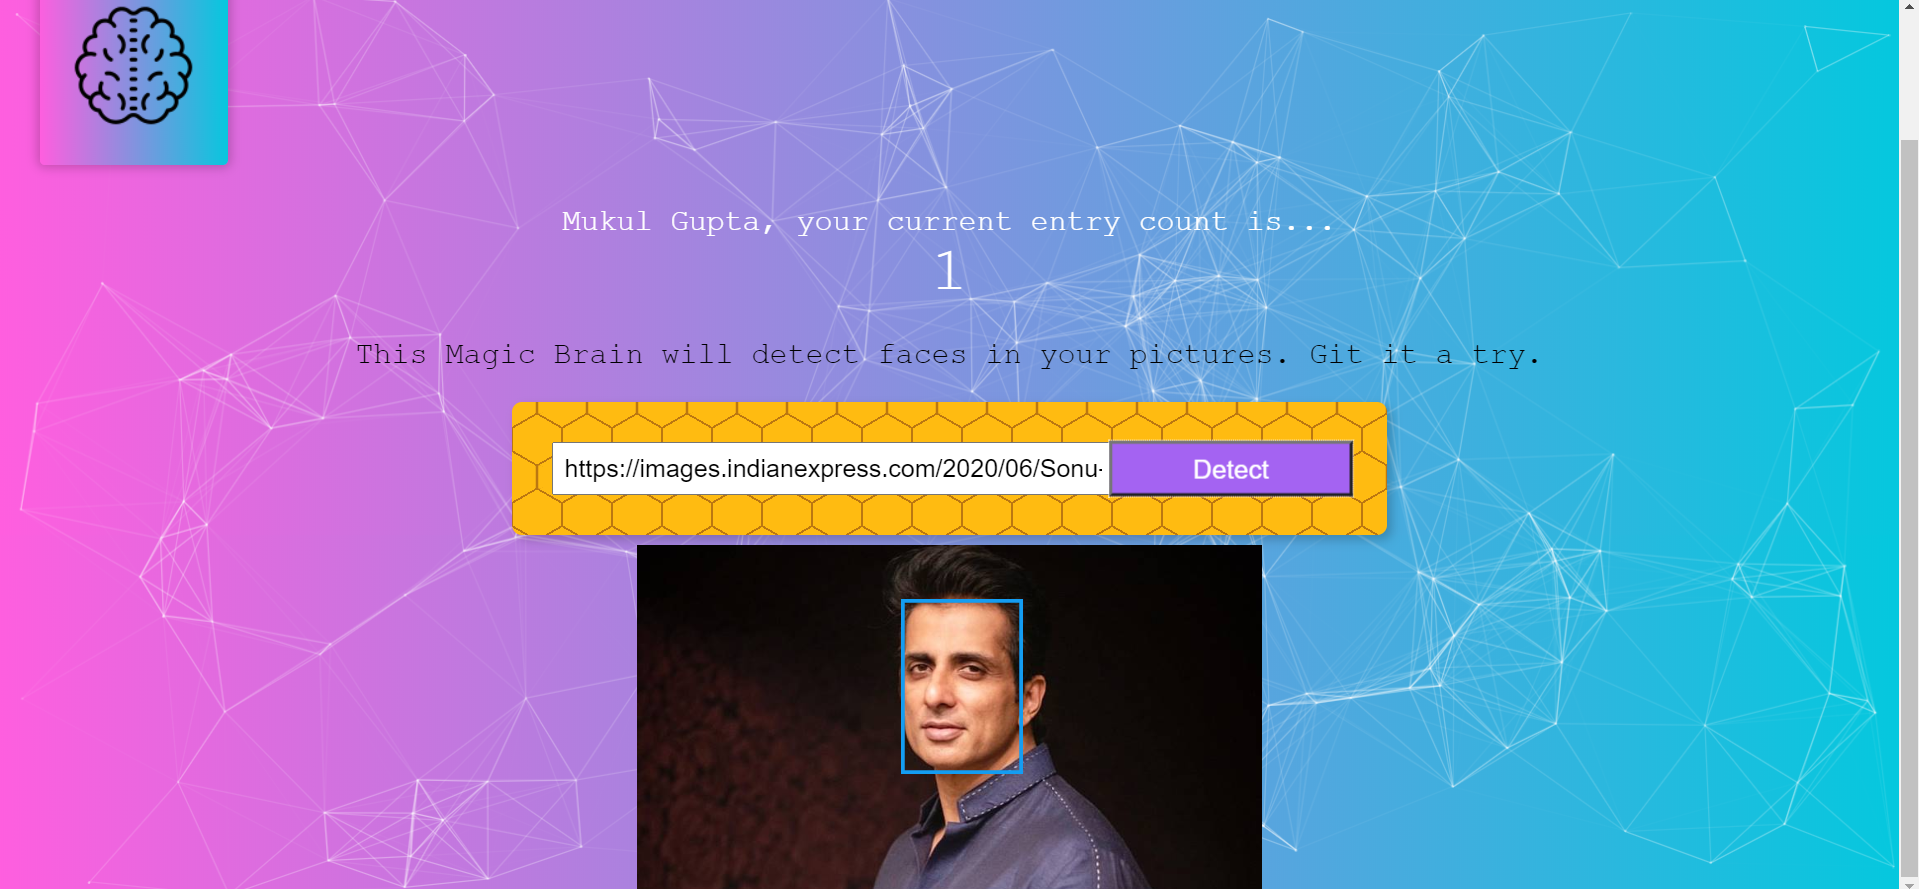 Mukul Gupta, your current entry count is...
1
This Magic Brain will detect faces in your pictures. Git it a try.
https://images.indianexpress.com/2020/06/Sonu-
Detect